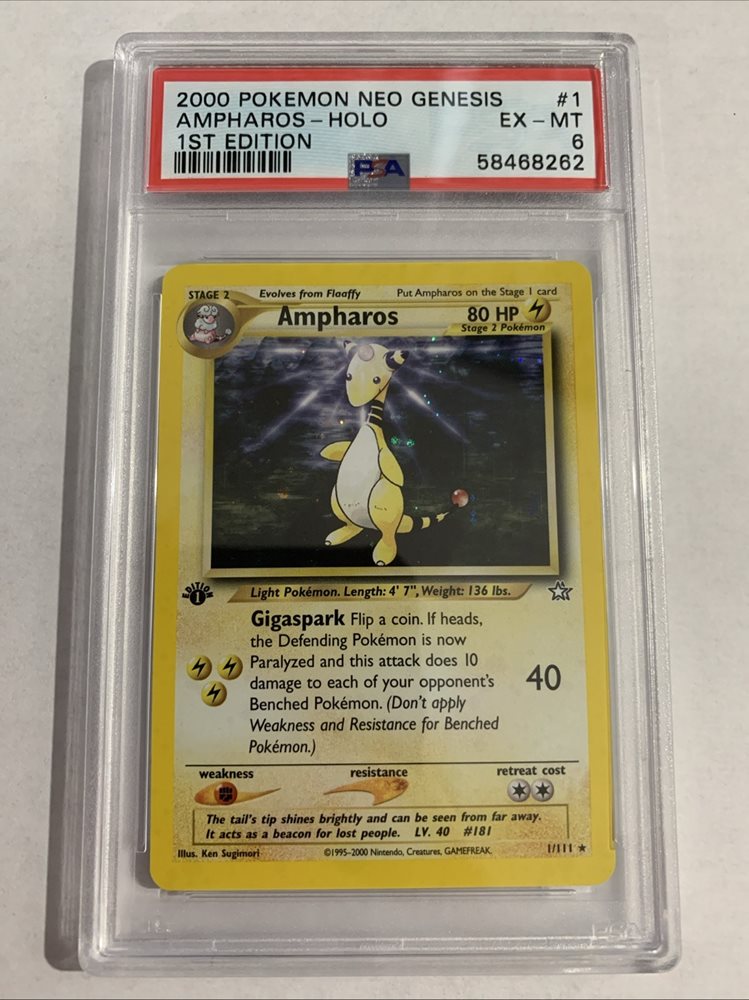 2000 POKEMON NEO GENESIS #1
AMPHAROS - HOLO EX - MT
1ST EDITION 6
PSA 58468262
STAGE 2 Evolves from Flaaffy Put Ampharos on the Stage 1 card
Ampharos 80 HP
Stage 2 Pokémon
EDITION 1
Light Pokémon. Length: 4' 7", Weight: 136 lbs.
Gigaspark Flip a coin. If heads,
the Defending Pokémon is now
Paralyzed and this attack does 10
damage to each of your opponent's
Benched Pokémon. (Don't apply
Weakness and Resistance for Benched
Pokémon.)
40
weakness resistance retreat cost
The tail's tip shines brightly and can be seen from far away.
It acts as a beacon for lost people. LV. 40 #181
Illus. Ken Sugimori ©1995-2000 Nintendo, Creatures, GAMEFREAK. 1/111 ★